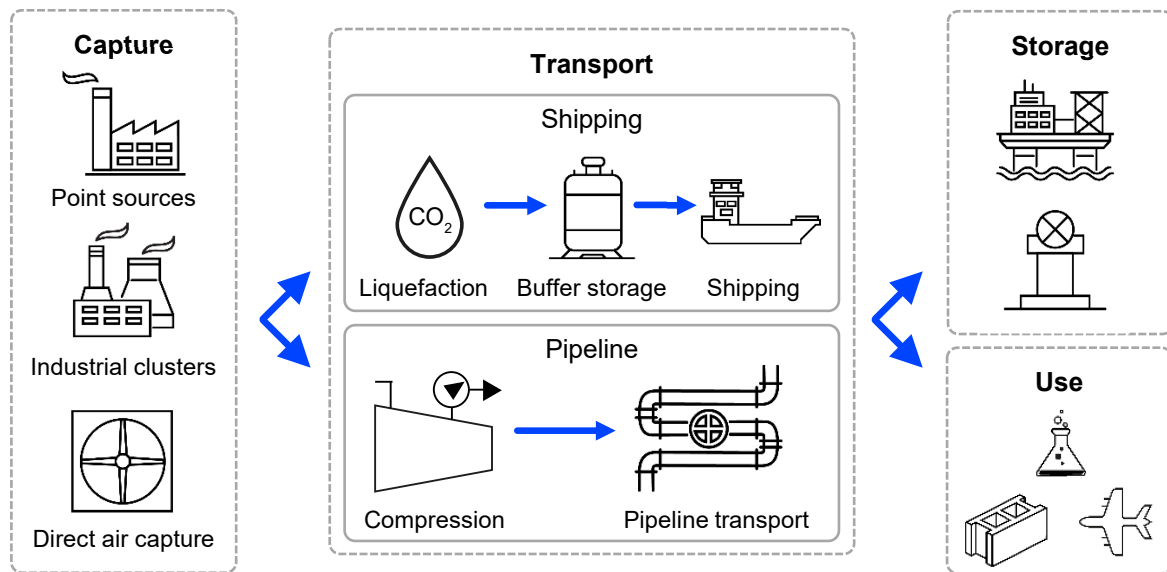 Capture
Point sources
Industrial clusters
Direct air capture
Transport
Shipping
CO₂
Liquefaction
Buffer storage
Shipping
Pipeline
Compression
Pipeline transport
Storage
Use